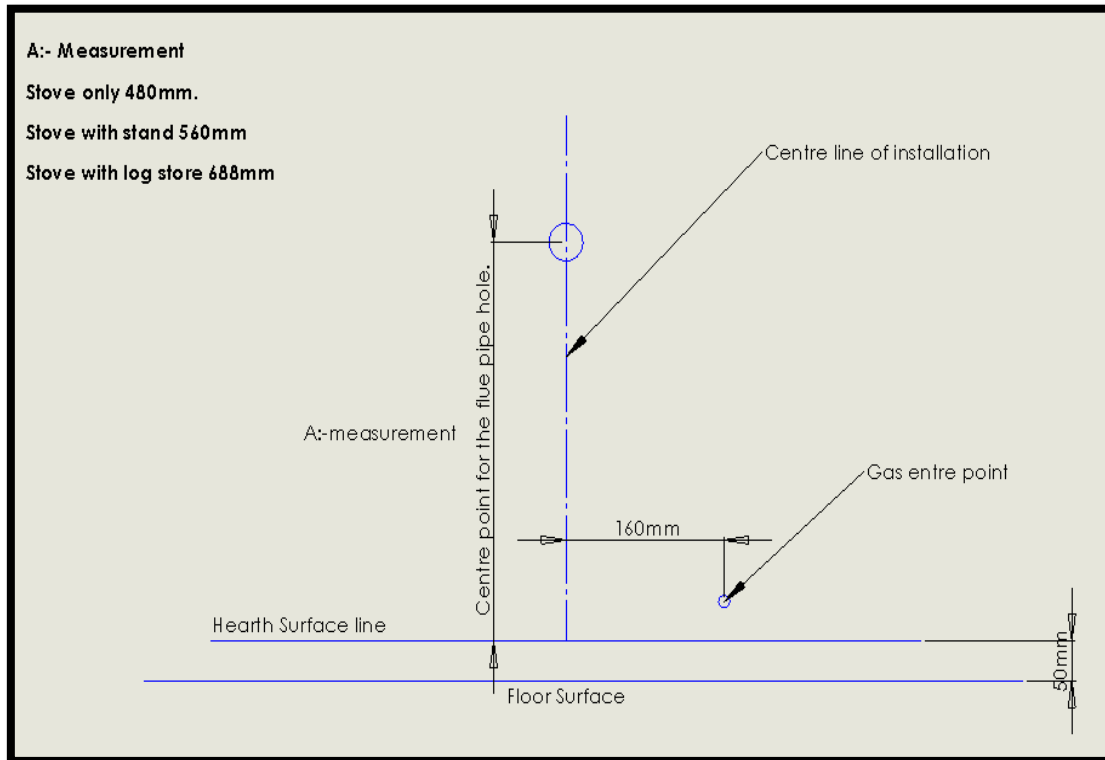 A:- Measurement
Stove only 480mm.
Stove with stand 560mm
Stove with log store 688mm
Centre line of installation
Centre point for the flue pipe hole.
A:-measurement
Gas entre point
160mm
Hearth Surface line
50mm
Floor Surface